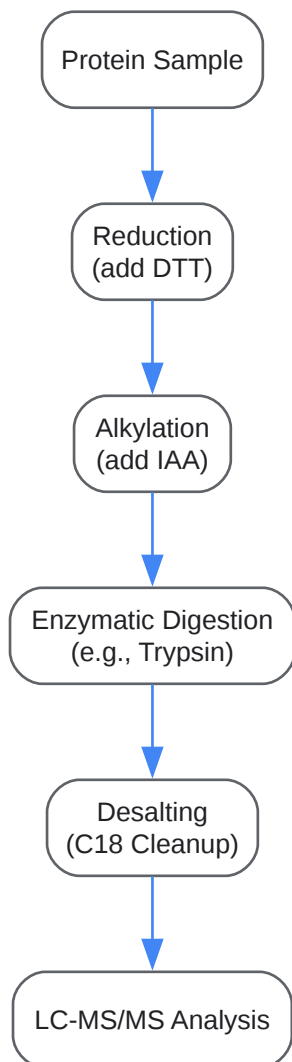 Protein Sample
Reduction
(add DTT)
Alkylation
(add IAA)
Enzymatic Digestion
(e.g., Trypsin)
Desalting
(C18 Cleanup)
LC-MS/MS Analysis